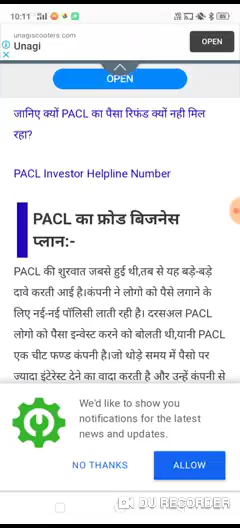 10:11
85
unagiscooters.com
Unagi
OPEN
OPEN
जानिए क्यों PACL का पैसा रिफंड क्यों नही मिल
रहा?
PACL Investor Helpline Number
PACL का फ्रोड बिजनेस
प्लान:-
PACL की शुरवात जबसे हुई थी,तब से यह बड़े-बड़े
दावे करती आई है।कंपनी ने लोगो को पैसे लगाने के
लिए नई-नई पॉलिसी लाती रही है। दरसअल PACL
लोगो को पैसा इन्वेस्ट करने को बोलती थी,यानी PACL
एक चीट फण्ड कंपनी है।जो थोड़े समय में पैसो पर
ज्यादा इंटेरेस्ट देने का वादा करती है और उन्हें कंपनी से
We'd like to show you
notifications for the latest
news and updates.
NO THANKS
ALLOW
DU RECORDER